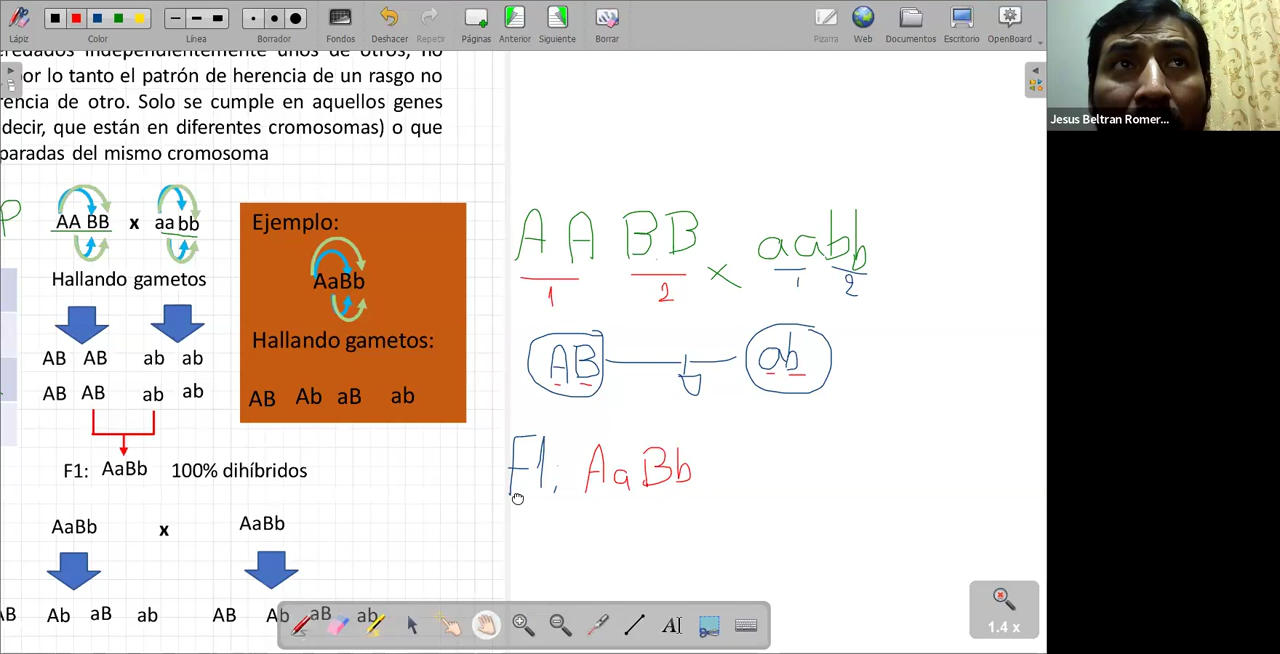 Lápiz Color Línea Borrador Fondos Deshacer Repetir Páginas Anterior Siguiente Borrar Pizarra Web Documentos Escritorio OpenBoard
independientemente unos de otros, no
por lo tanto el patrón de herencia de un rasgo no
rencia de otro. Solo se cumple en aquellos genes
decir, que están en diferentes cromosomas) o que
paradas del mismo cromosoma
P AA BB x aa bb
Hallando gametos
AB AB ab ab
AB AB ab ab
F1: AaBb 100% dihíbridos
AaBb x AaBb
AB Ab aB ab AB Ab aB ab
Ejemplo:
AaBb
Hallando gametos:
AB Ab aB ab
AA BB x aabb
1 2 1 2
AB ab
F1: AaBb
Jesus Beltran Romer...
1.4 x